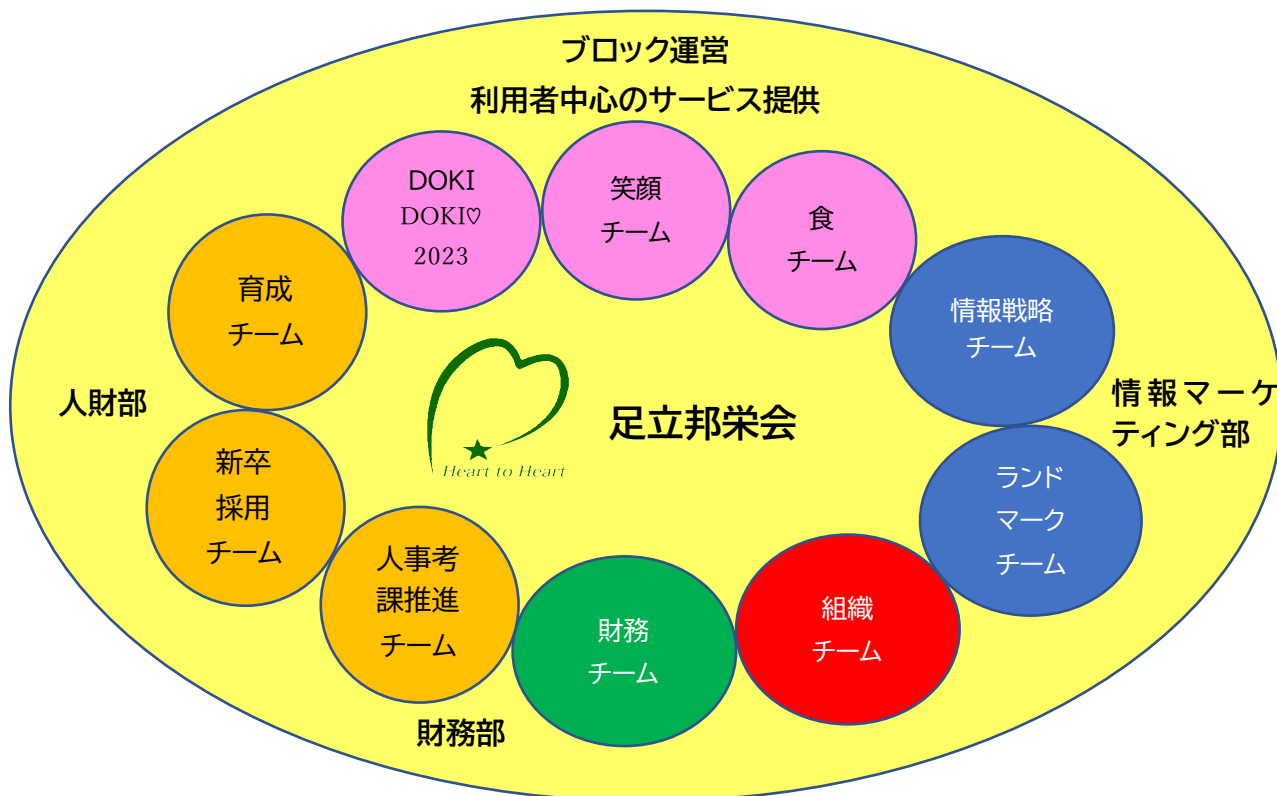 ブロック運営
利用者中心のサービス提供
DOKI
DOKI♡
2023
笑顔
チーム
食
チーム
育成
チーム
情報戦略
チーム
人財部
足立邦栄会
情報マーケ
ティング部
Heart to Heart
新卒
採用
チーム
ランド
マーク
チーム
人事考
課推進
チーム
財務
チーム
組織
チーム
財務部